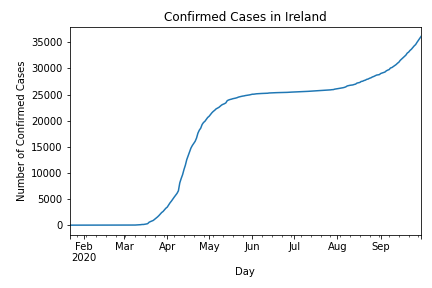 Confirmed Cases in Ireland
Number of Confirmed Cases
35000
30000
25000
20000
15000
10000
5000
0
Feb Mar Apr May Jun Jul Aug Sep
2020
Day